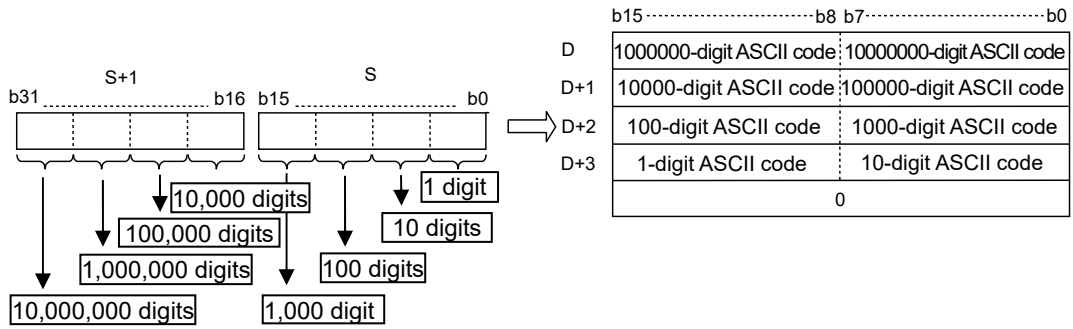 S+1
S
b31
b16
b15
b0
10,000 digits
1 digit
100,000 digits
10 digits
1,000,000 digits
100 digits
10,000,000 digits
1,000 digit
b15
b8
b7
b0
D
1000000-digit ASCII code
10000000-digit ASCII code
D+1
10000-digit ASCII code
100000-digit ASCII code
D+2
100-digit ASCII code
1000-digit ASCII code
D+3
1-digit ASCII code
10-digit ASCII code
0